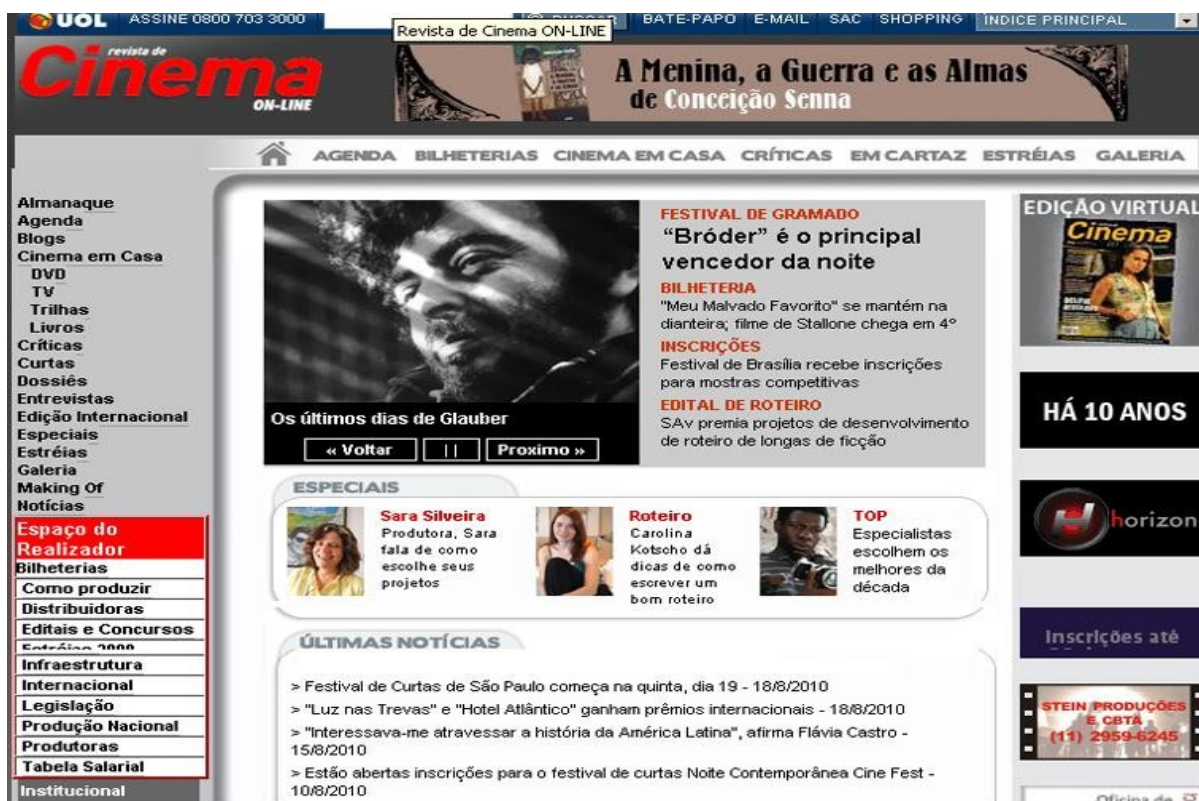 UOL ASSINE 0800 703 3000 BUSCAR BATE-PAPO E-MAIL SAC SHOPPING ÍNDICE PRINCIPAL
Revista de Cinema ON-LINE
revista de
Cinema
ON-LINE
A Menina, a Guerra e as Almas
de Conceição Senna
AGENDA BILHETERIAS CINEMA EM CASA CRÍTICAS EM CARTAZ ESTRÉIAS GALERIA
Almanaque
Agenda
Blogs
Cinema em Casa
DVD
TV
Trilhas
Livros
Críticas
Curtas
Dossiês
Entrevistas
Edição Internacional
Especiais
Estréias
Galeria
Making Of
Notícias
Espaço do
Realizador
Bilheterias
Como produzir
Distribuidoras
Editais e Concursos
Estréias 2009
Infraestrutura
Internacional
Legislação
Produção Nacional
Produtoras
Tabela Salarial
Institucional
Os últimos dias de Glauber
« Voltar | | Proximo »
FESTIVAL DE GRAMADO
“Bróder” é o principal
vencedor da noite
BILHETERIA
"Meu Malvado Favorito" se mantém na
dianteira; filme de Stallone chega em 4º
INSCRIÇÕES
Festival de Brasília recebe inscrições
para mostras competitivas
EDITAL DE ROTEIRO
SAv premia projetos de desenvolvimento
de roteiro de longas de ficção
ESPECIAIS
Sara Silveira
Produtora, Sara
fala de como
escolhe seus
projetos
Roteiro
Carolina
Kotscho dá
dicas de como
escrever um
bom roteiro
TOP
Especialistas
escolhem os
melhores da
década
ÚLTIMAS NOTÍCIAS
> Festival de Curtas de São Paulo começa na quinta, dia 19 - 18/8/2010
> "Luz nas Trevas" e "Hotel Atlântico" ganham prêmios internacionais - 18/8/2010
> "Interessava-me atravessar a história da América Latina", afirma Flávia Castro -
15/8/2010
> Estão abertas inscrições para o festival de curtas Noite Contemporânea Cine Fest -
10/8/2010
EDIÇÃO VIRTUAL
Cinema
HÁ 10 ANOS
horizon
Inscrições até
STEIN PRODUÇÕES
E CBTA
(11) 2959-6245
Oficina de